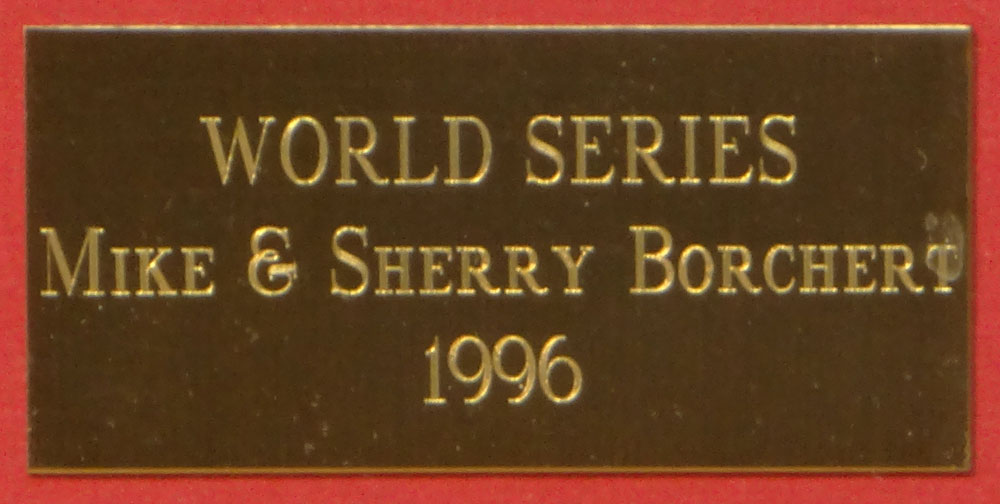 WORLD SERIES
MIKE & SHERRY BORCHERT
1996